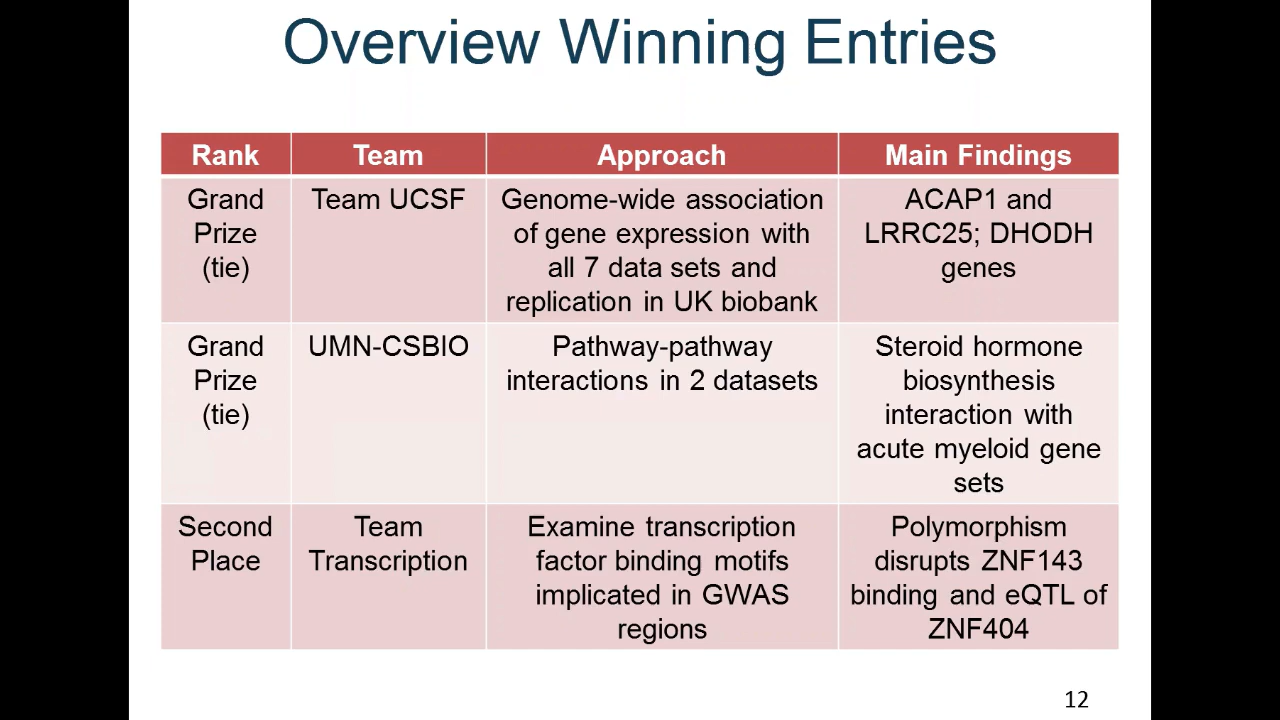 Overview Winning Entries
Rank
Team
Approach
Main Findings
Grand
Prize
(tie)
Team UCSF
Genome-wide association
of gene expression with
all 7 data sets and
replication in UK biobank
ACAP1 and
LRRC25; DHODH
genes
Grand
Prize
(tie)
UMN-CSBIO
Pathway-pathway
interactions in 2 datasets
Steroid hormone
biosynthesis
interaction with
acute myeloid gene
sets
Second
Place
Team
Transcription
Examine transcription
factor binding motifs
implicated in GWAS
regions
Polymorphism
disrupts ZNF143
binding and eQTL of
ZNF404
12